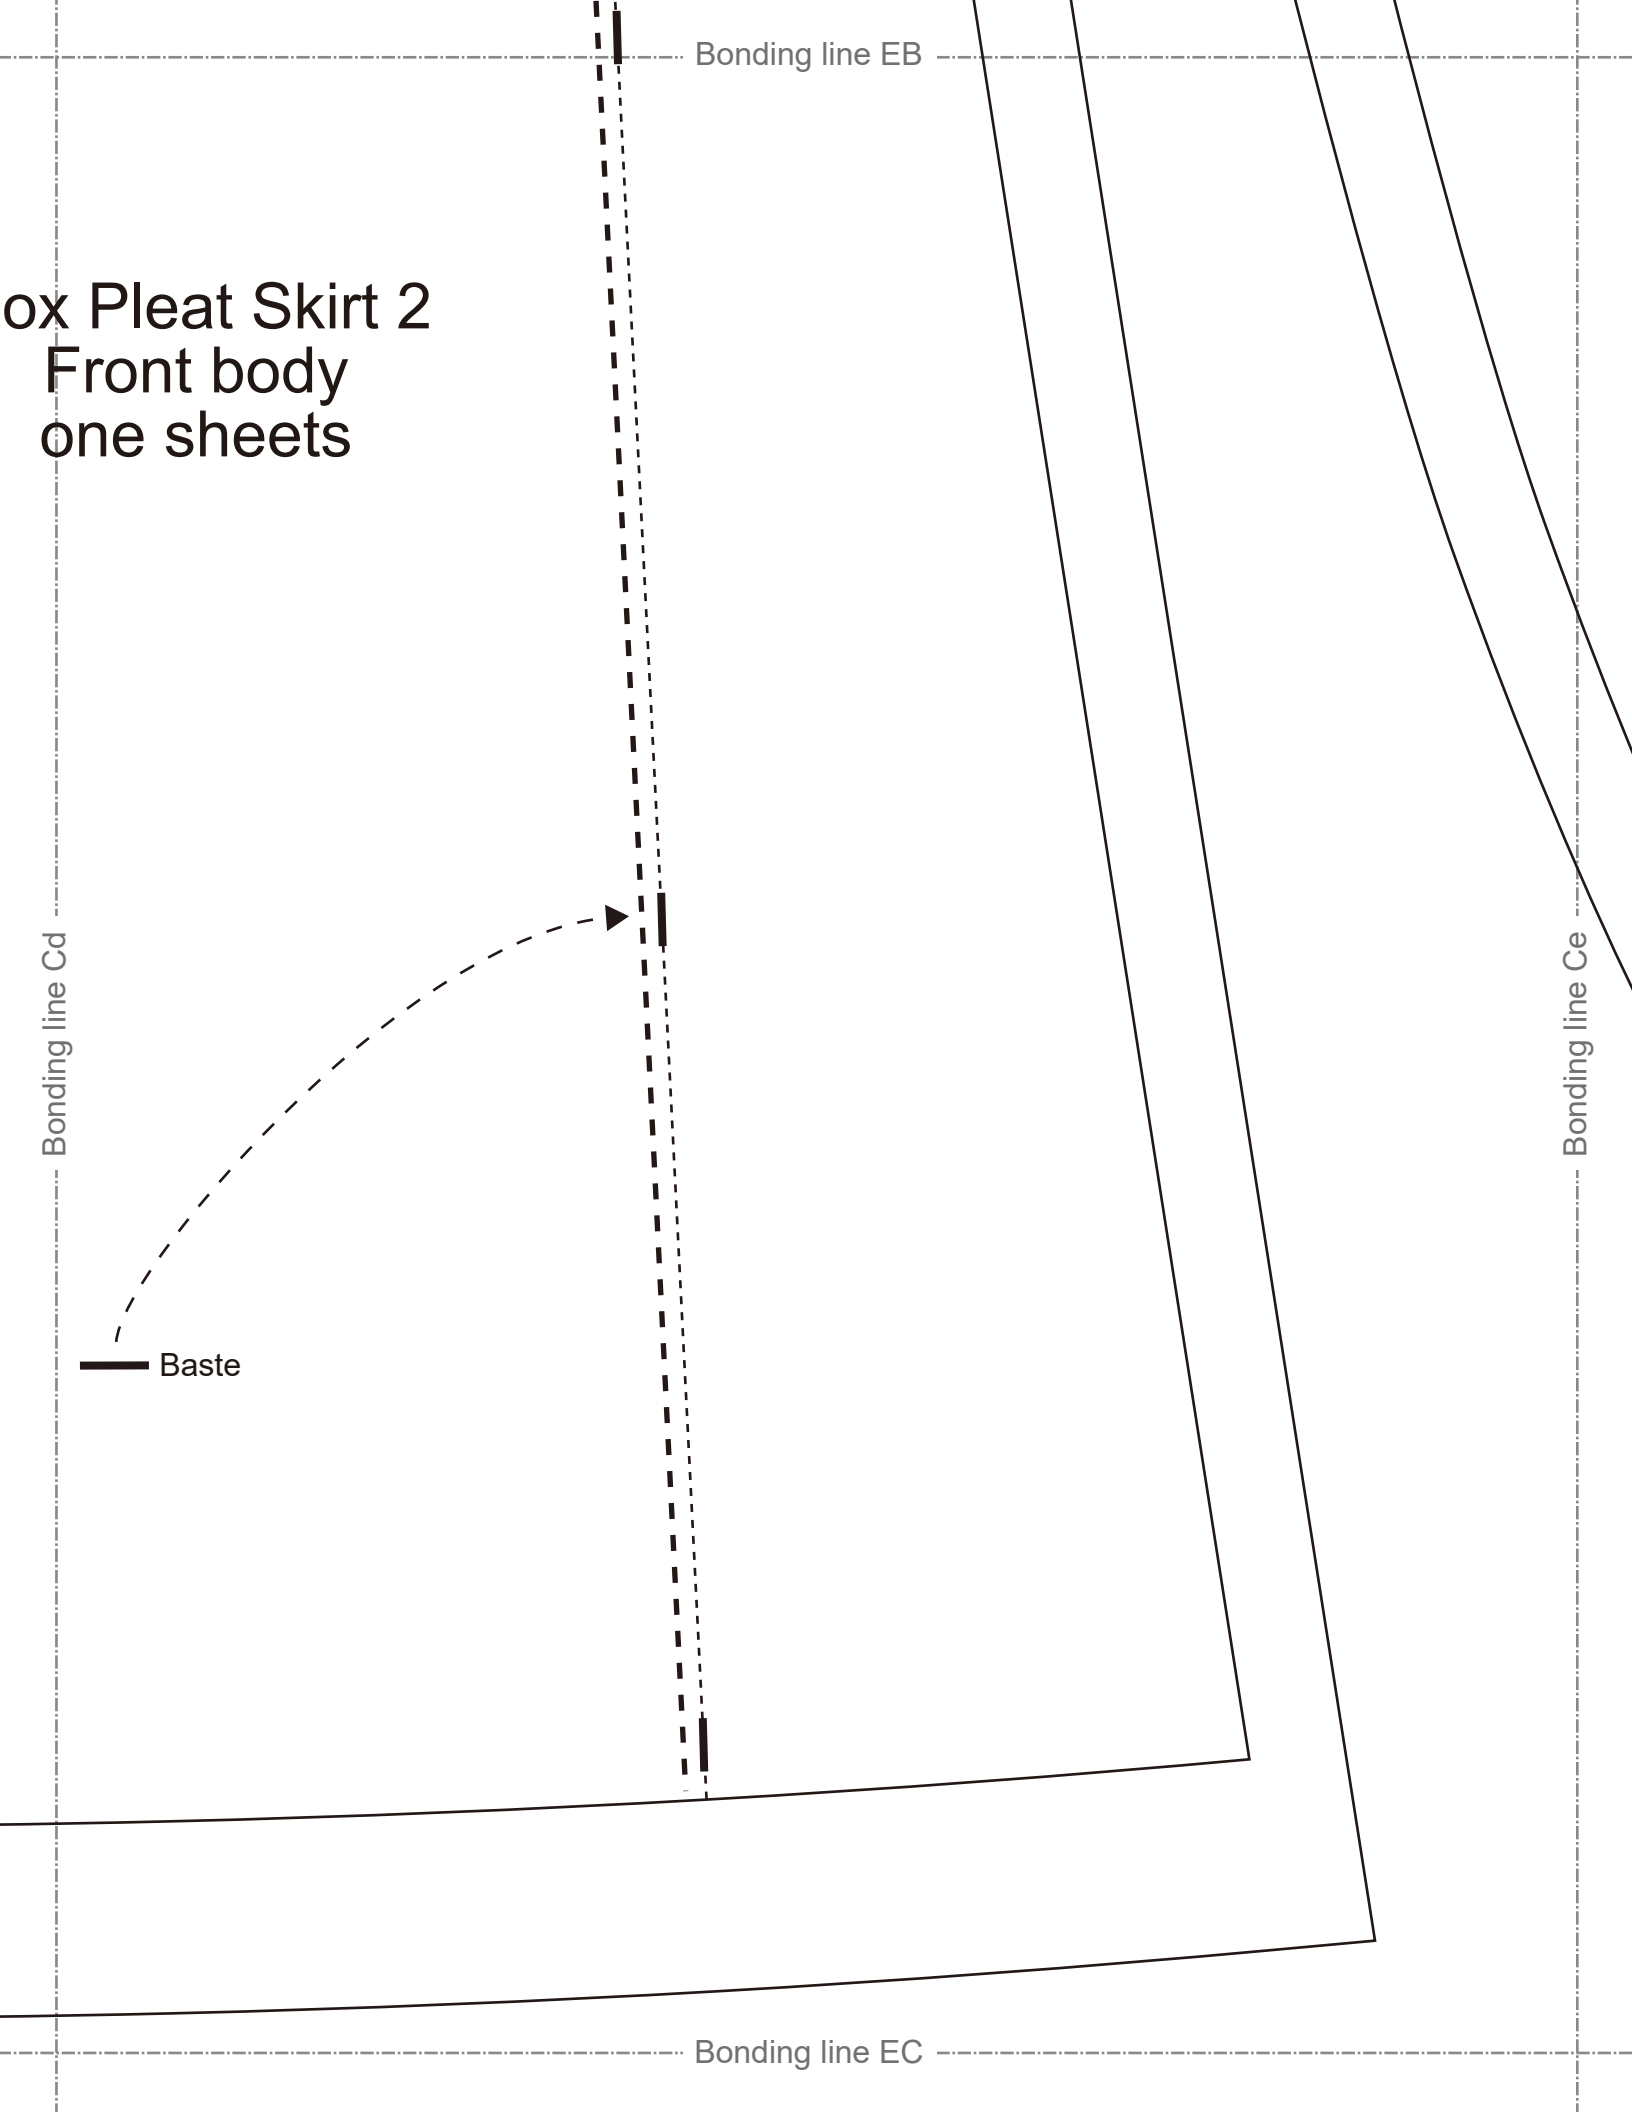 Bonding line EB
ox Pleat Skirt 2
Front body
one sheets
Bonding line Cd
Bonding line Ce
Baste
Bonding line EC